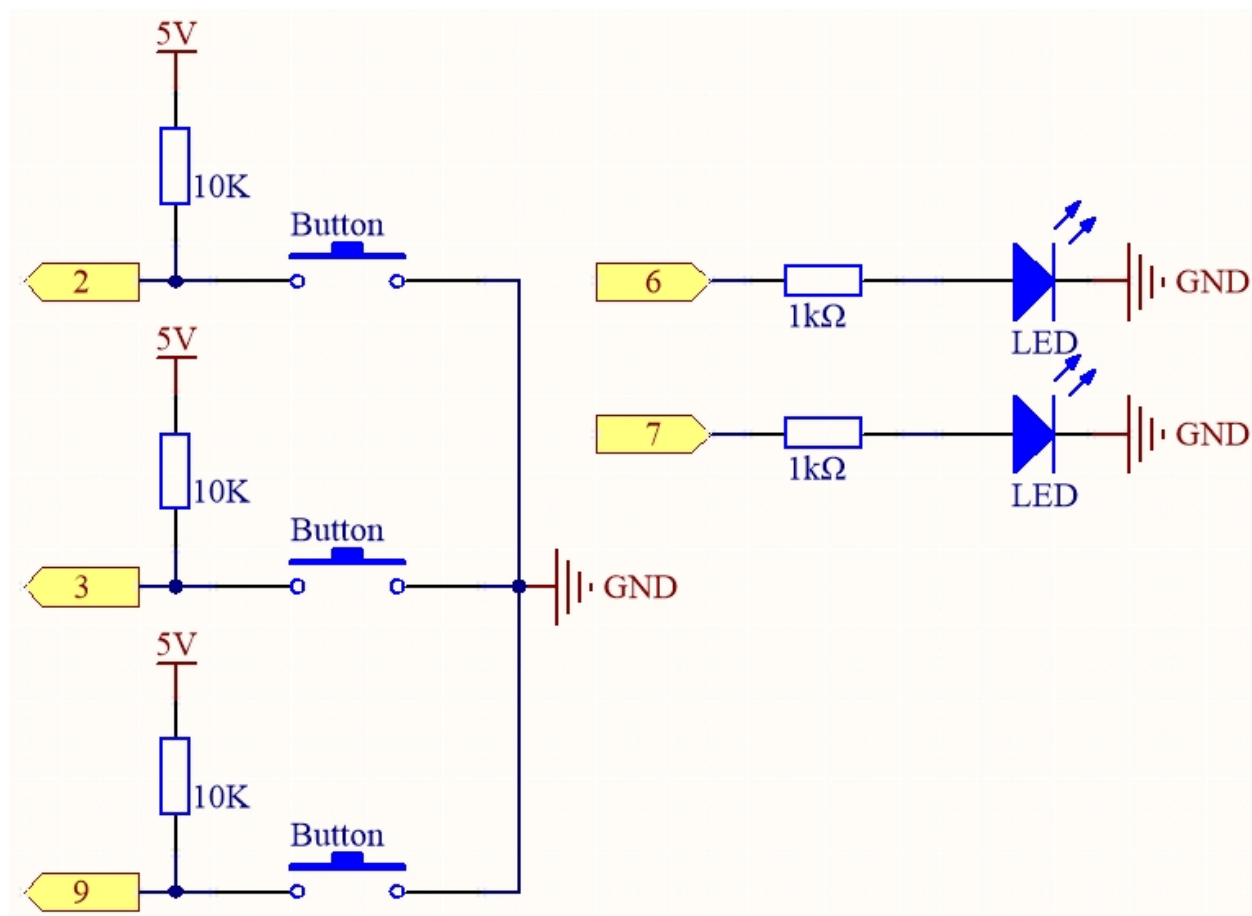 5V
10K
Button
2
5V
10K
Button
3
GND
5V
10K
Button
9
6
1kΩ
LED
GND
7
1kΩ
LED
GND